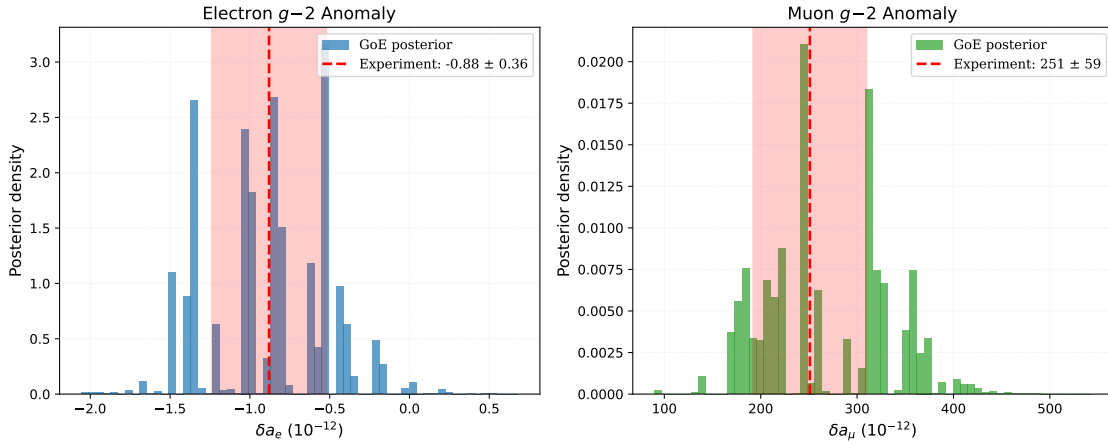 Electron g−2 Anomaly
GoE posterior
Experiment: -0.88 ± 0.36
Posterior density
3.0
2.5
2.0
1.5
1.0
0.5
0.0
−2.0 −1.5 −1.0 −0.5 0.0 0.5
δaₑ (10⁻¹²)
Muon g−2 Anomaly
GoE posterior
Experiment: 251 ± 59
Posterior density
0.0200
0.0175
0.0150
0.0125
0.0100
0.0075
0.0050
0.0025
0.0000
100 200 300 400 500
δa_μ (10⁻¹²)